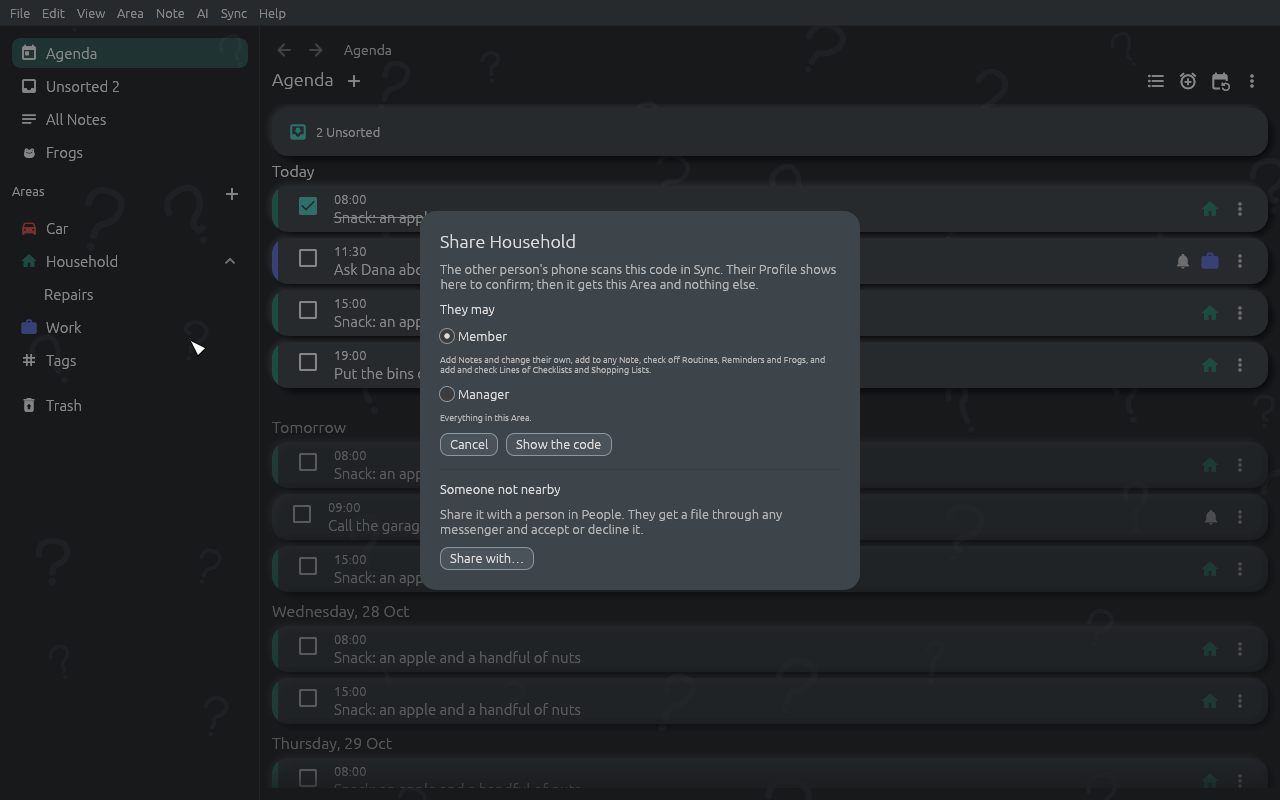 File Edit View Area Note AI Sync Help
Agenda
Unsorted 2
All Notes
Frogs
Areas
Car
Household
Repairs
Work
Tags
Trash
Agenda
Agenda
2 Unsorted
Today
08:00
Snack: an appl
11:30
Ask Dana abo
15:00
Snack: an app
19:00
Put the bins o
Tomorrow
08:00
Snack: an app
09:00
Call the garag
15:00
Snack: an app
Wednesday, 28 Oct
08:00
Snack: an apple and a handful of nuts
15:00
Snack: an apple and a handful of nuts
Thursday, 29 Oct
08:00
Snack: an apple and a handful of nuts
Share Household
The other person's phone scans this code in Sync. Their Profile shows
here to confirm; then it gets this Area and nothing else.
They may
Member
Add Notes and change their own, add to any Note, check off Routines, Reminders and Frogs, and
add and check Lines of Checklists and Shopping Lists.
Manager
Everything in this Area.
Cancel
Show the code
Someone not nearby
Share it with a person in People. They get a file through any
messenger and accept or decline it.
Share with...